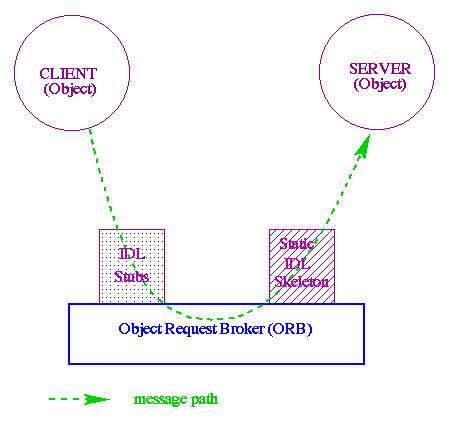 CLIENT
(Object)
SERVER
(Object)
IDL
Stubs
Static
IDL
Skeleton
Object Request Broker (ORB)
message path